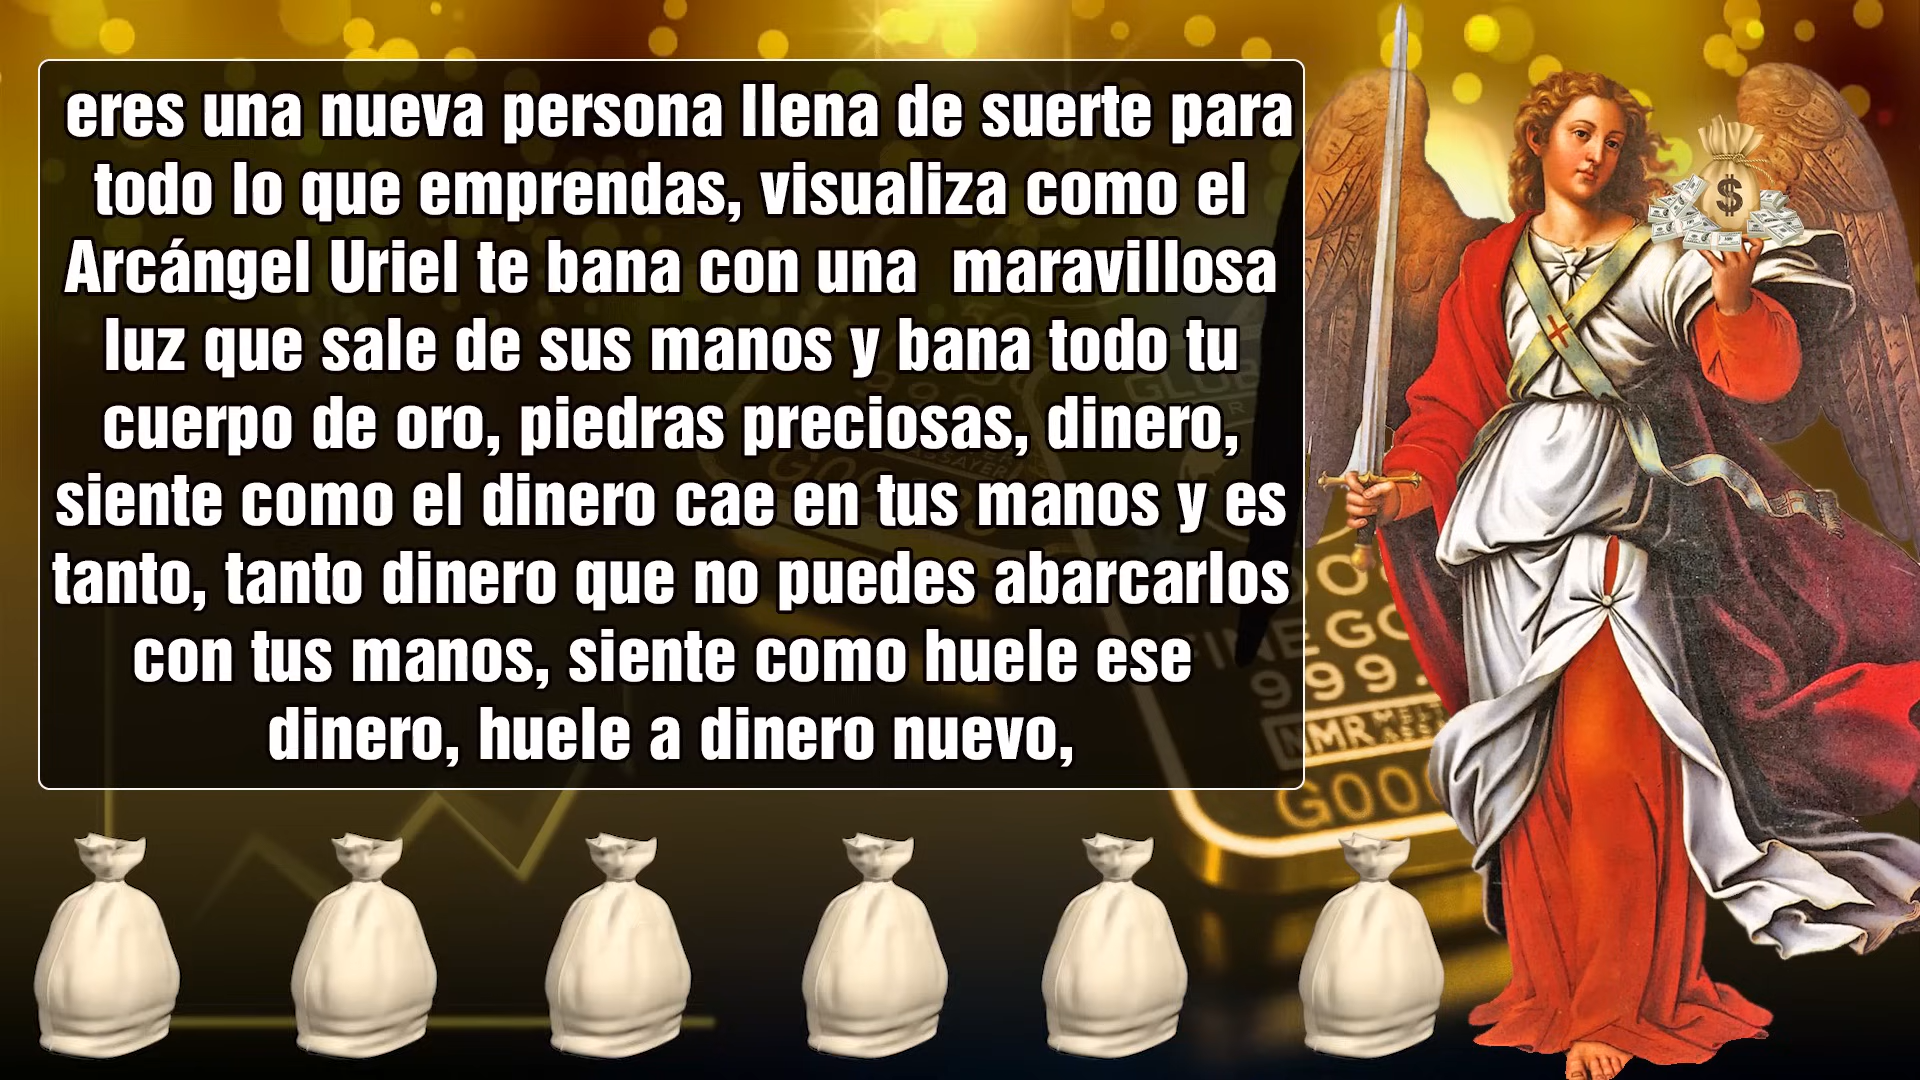 eres una nueva persona llena de suerte para
todo lo que emprendas, visualiza como el
Arcángel Uriel te bana con una maravillosa
luz que sale de sus manos y bana todo tu
cuerpo de oro, piedras preciosas, dinero,
siente como el dinero cae en tus manos y es
tanto, tanto dinero que no puedes abarcarlos
con tus manos, siente como huele ese
dinero, huele a dinero nuevo,
$
999.